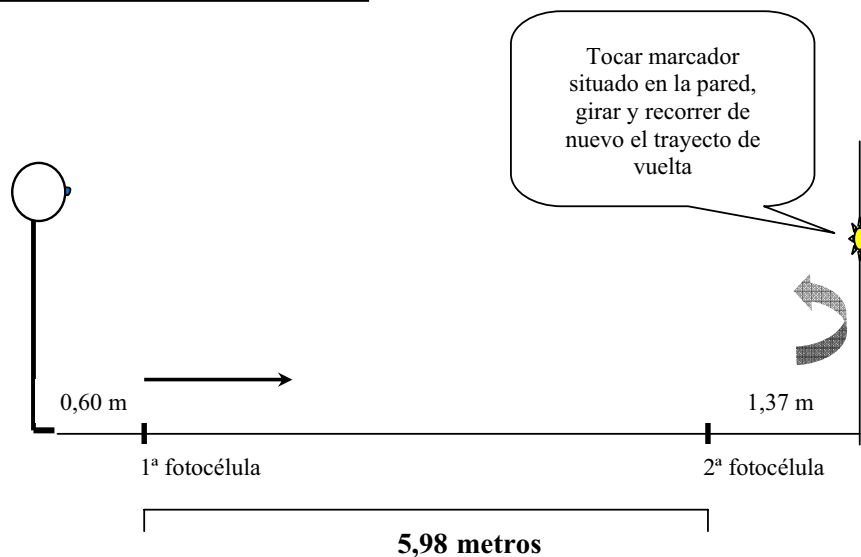 Tocar marcador
situado en la pared,
girar y recorrer de
nuevo el trayecto de
vuelta
0,60 m
1,37 m
1ª fotocélula
2ª fotocélula
5,98 metros